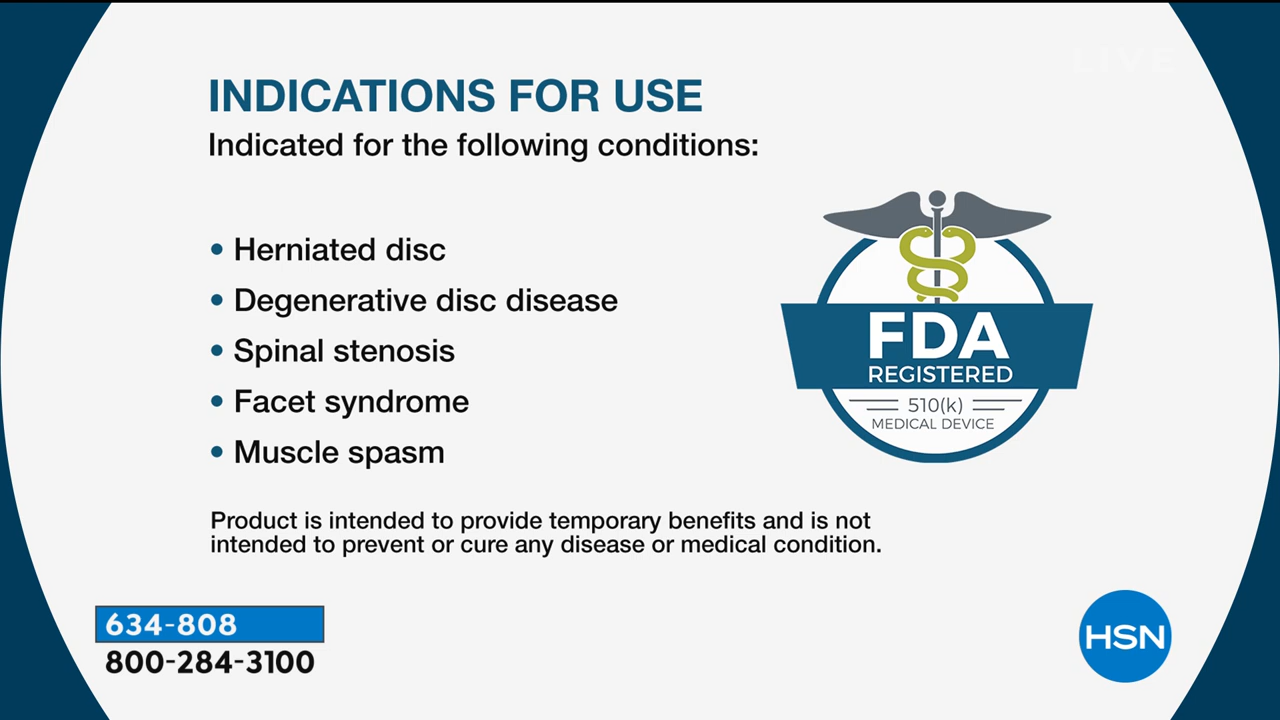 LIVE
INDICATIONS FOR USE
Indicated for the following conditions:
• Herniated disc
• Degenerative disc disease
• Spinal stenosis
• Facet syndrome
• Muscle spasm
FDA
REGISTERED
510(k)
MEDICAL DEVICE
Product is intended to provide temporary benefits and is not
intended to prevent or cure any disease or medical condition.
634-808
800-284-3100
HSN